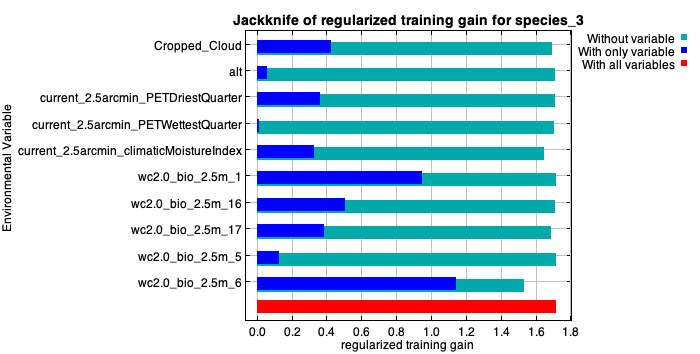 Jackknife of regularized training gain for species_3
Without variable
With only variable
With all variables
Environmental Variable
Cropped_Cloud
alt
current_2.5arcmin_PETDriestQuarter
current_2.5arcmin_PETWettestQuarter
current_2.5arcmin_climaticMoistureIndex
wc2.0_bio_2.5m_1
wc2.0_bio_2.5m_16
wc2.0_bio_2.5m_17
wc2.0_bio_2.5m_5
wc2.0_bio_2.5m_6
0.0 0.2 0.4 0.6 0.8 1.0 1.2 1.4 1.6 1.8
regularized training gain